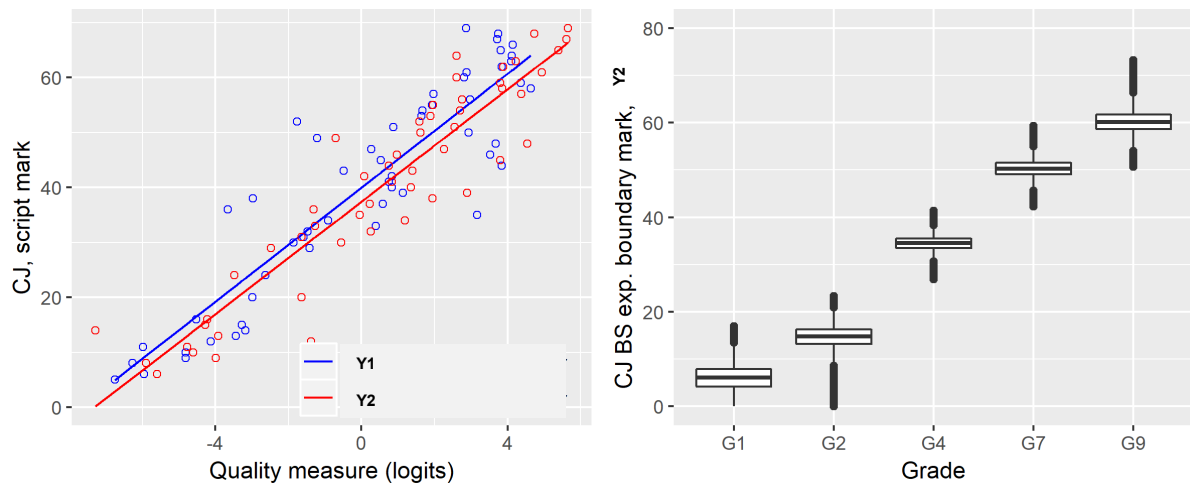 CJ, script mark
60
40
20
0
-4
0
4
Quality measure (logits)
Y1
Y2
CJ BS exp. boundary mark, Y2
80
60
40
20
0
G1
G2
G4
G7
G9
Grade